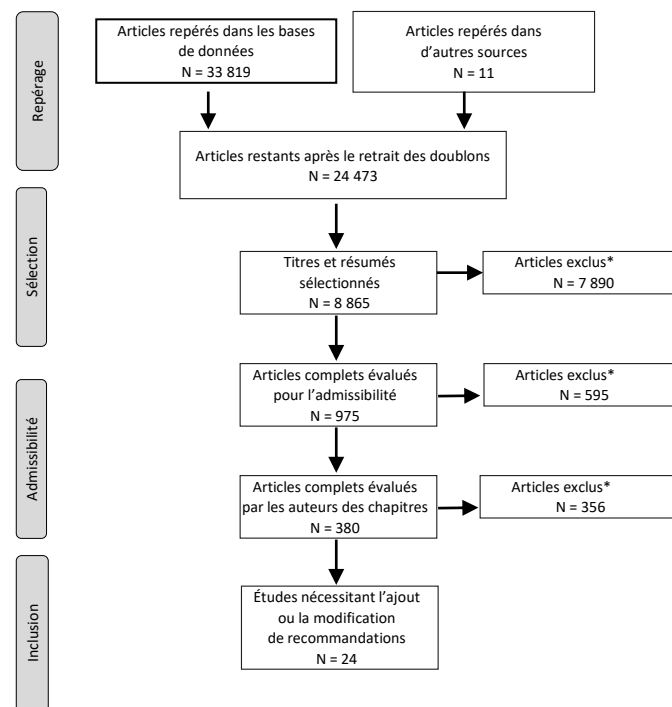 Repérage
Articles repérés dans les bases
de données
N = 33 819
Articles repérés dans
d'autres sources
N = 11
Articles restants après le retrait des doublons
N = 24 473
Sélection
Titres et résumés
sélectionnés
N = 8 865
Articles exclus*
N = 7 890
Admissibilité
Articles complets évalués
pour l'admissibilité
N = 975
Articles exclus*
N = 595
Articles complets évalués
par les auteurs des chapitres
N = 380
Articles exclus*
N = 356
Inclusion
Études nécessitant l'ajout
ou la modification
de recommandations
N = 24